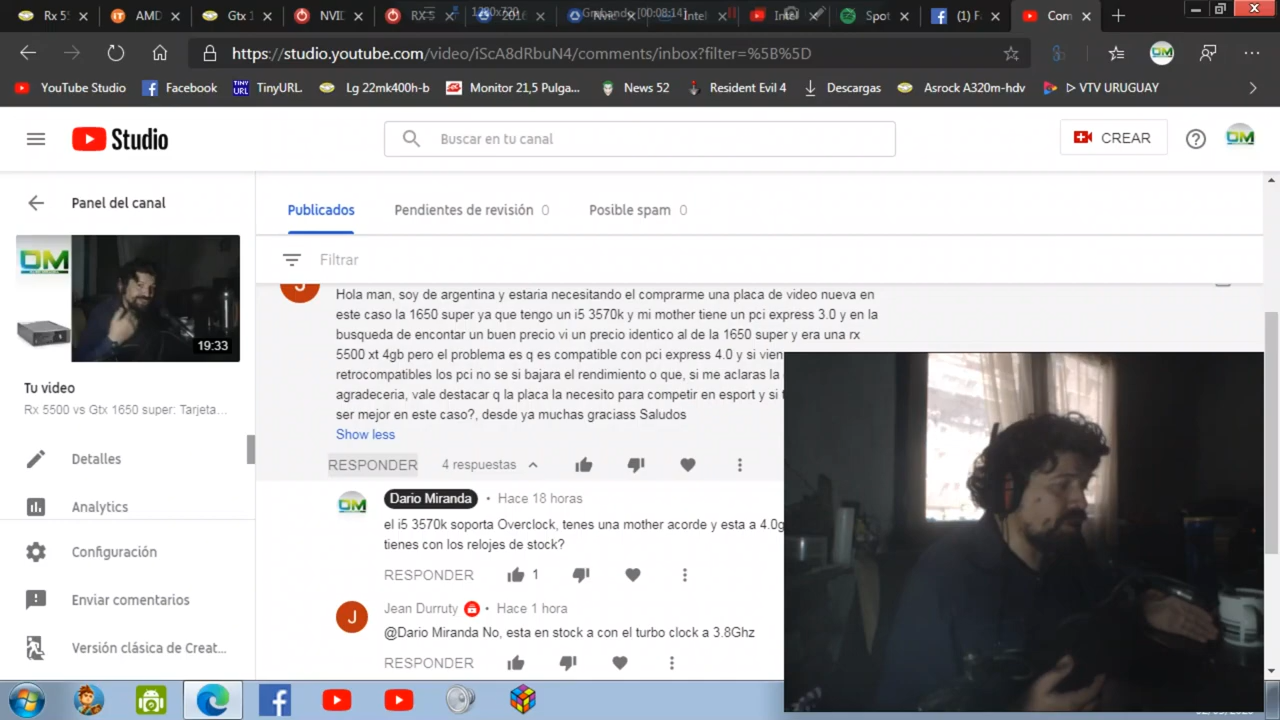 Rx 5
AMD
Gtx 1
NVID
RX 5
2016
Nvi
Intel
Intel
Spot
(1) F
Com
1280x720
Grabando [00:08:14]
https://studio.youtube.com/video/iScA8dRbuN4/comments/inbox?filter=%5B%5D
YouTube Studio
Facebook
TINY URL
TinyURL
Lg 22mk400h-b
Monitor 21,5 Pulga...
News 52
Resident Evil 4
Descargas
Asrock A320m-hdv
▷ VTV URUGUAY
Studio
Buscar en tu canal
CREAR
DM
Panel del canal
Publicados
Pendientes de revisión 0
Posible spam 0
DM
19:33
Filtrar
Tu video
Rx 5500 vs Gtx 1650 super: Tarjeta...
Detalles
Analytics
Configuración
Enviar comentarios
Versión clásica de Creat...
J
Hola man, soy de argentina y estaria necesitando el comprarme una placa de video nueva en
este caso la 1650 super ya que tengo un i5 3570k y mi mother tiene un pci express 3.0 y en la
busqueda de encontar un buen precio vi un precio identico al de la 1650 super y era una rx
5500 xt 4gb pero el problema es q es compatible con pci express 4.0 y si vien
retrocompatibles los pci no se si bajara el rendimiento o que, si me aclaras la
agradeceria, vale destacar q la placa la necesito para competir en esport y si
ser mejor en este caso?, desde ya muchas graciass Saludos
Show less
RESPONDER
4 respuestas
DM
Dario Miranda • Hace 18 horas
el i5 3570k soporta Overclock, tenes una mother acorde y esta a 4.0g
tienes con los relojes de stock?
RESPONDER
1
J
Jean Durruty • Hace 1 hora
@Dario Miranda No, esta en stock a con el turbo clock a 3.8Ghz
RESPONDER